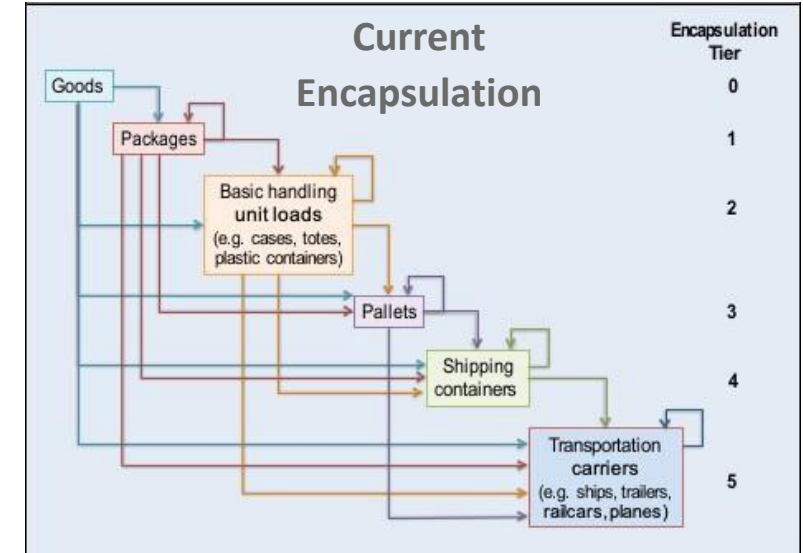 Current
Encapsulation
Encapsulation
Tier
Goods
0
Packages
1
Basic handling
unit loads
(e.g. cases, totes,
plastic containers)
2
Pallets
3
Shipping
containers
4
Transportation
carriers
(e.g. ships, trailers,
railcars, planes)
5